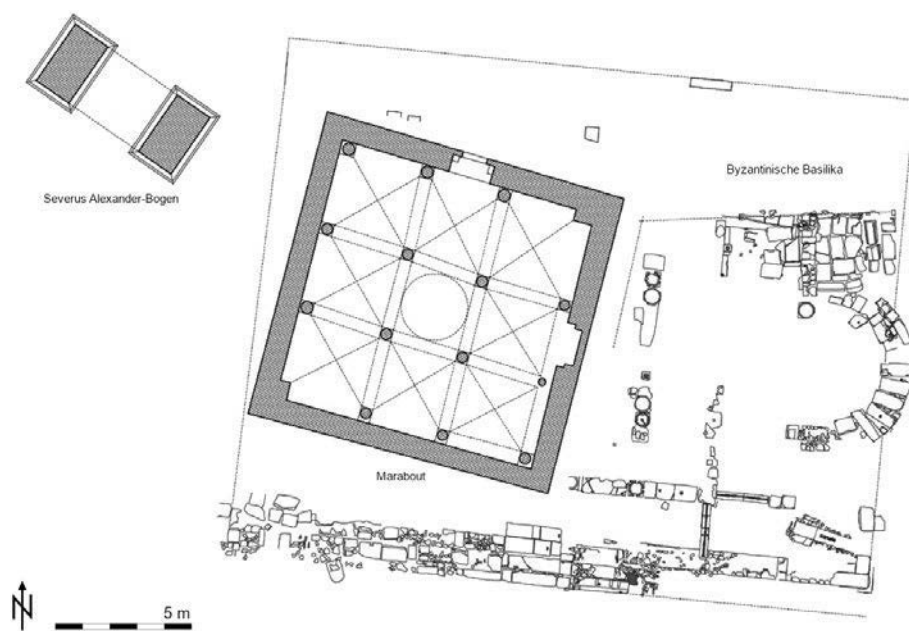 Byzantinische Basilika
Severus Alexander-Bogen
Marabout
N
5 m